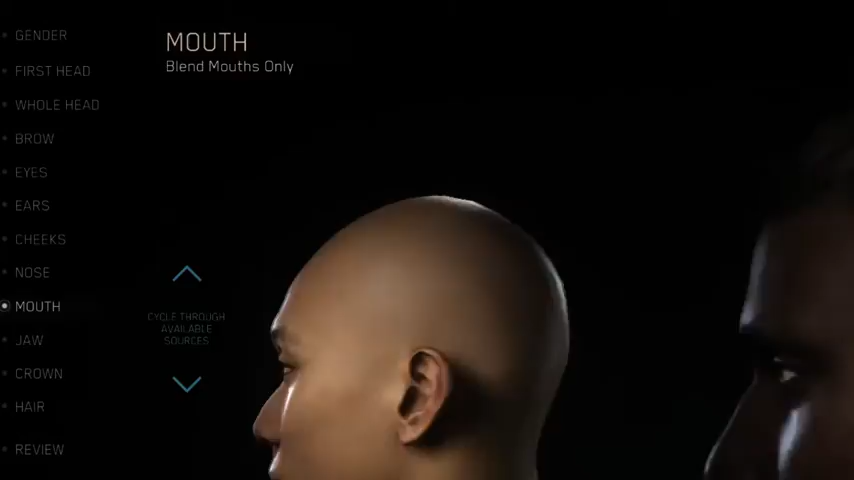 GENDER
FIRST HEAD
WHOLE HEAD
BROW
EYES
EARS
CHEEKS
NOSE
MOUTH
JAW
CROWN
HAIR
REVIEW
MOUTH
Blend Mouths Only
CYCLE THROUGH
AVAILABLE
SOURCES